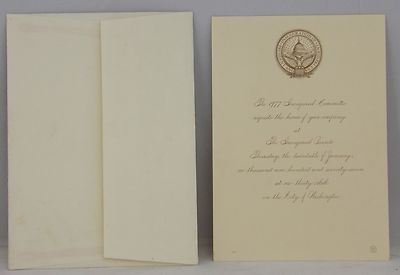 The 1977 Inaugural Committee
requests the honor of your company
at
The Inaugural Events
Thursday, the twentieth of January,
one thousand nine hundred and seventy-seven
in the City of Washington